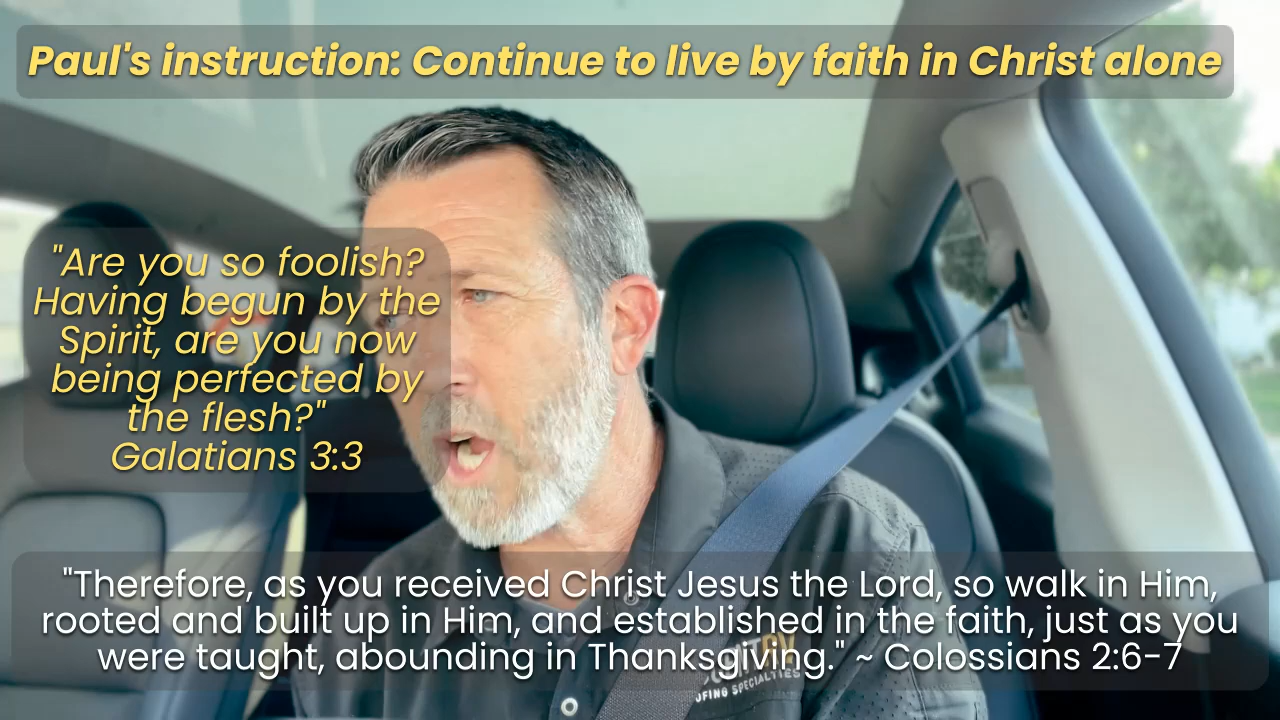 Paul's instruction: Continue to live by faith in Christ alone
"Are you so foolish?
Having begun by the
Spirit, are you now
being perfected by
the flesh?"
Galatians 3:3
"Therefore, as you received Christ Jesus the Lord, so walk in Him,
rooted and built up in Him, and established in the faith, just as you
were taught, abounding in Thanksgiving." ~ Colossians 2:6-7
SPECIALTIES